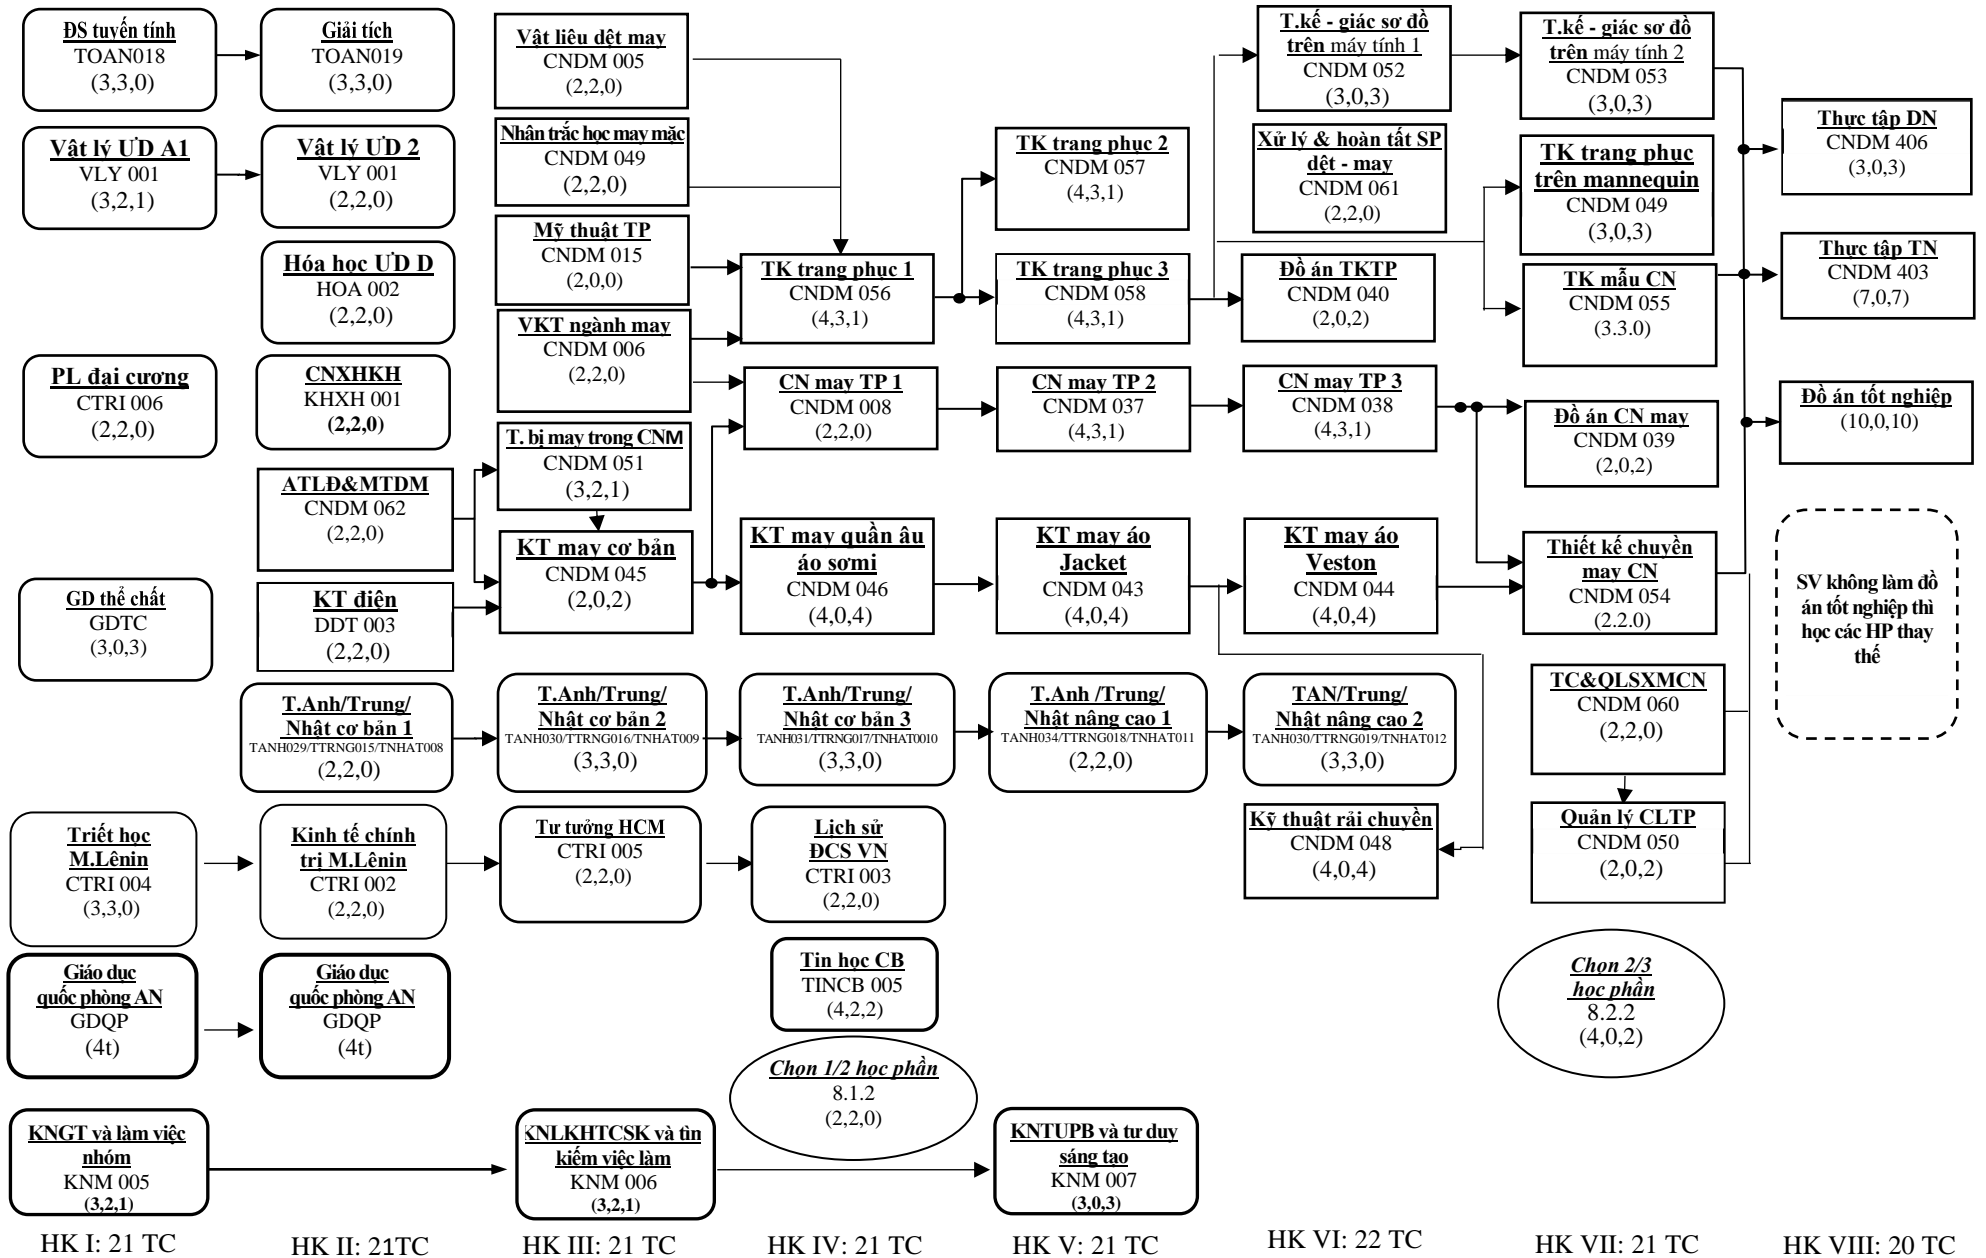 ĐS tuyến tính
TOAN018
(3,3,0)
Giải tích
TOAN019
(3,3,0)
Vật liêu dệt may
CNDM 005
(2,2,0)
T.kế - giác sơ đồ
trên máy tính 1
CNDM 052
(3,0,3)
T.kế - giác sơ đồ
trên máy tính 2
CNDM 053
(3,0,3)
Vật lý ƯD A1
VLY 001
(3,2,1)
Vật lý ƯD 2
VLY 001
(2,2,0)
Nhân trắc học may mặc
CNDM 049
(2,2,0)
TK trang phục 2
CNDM 057
(4,3,1)
Xử lý & hoàn tất SP
dệt - may
CNDM 061
(2,2,0)
TK trang phục
trên mannequin
CNDM 049
(3,0,3)
Thực tập DN
CNDM 406
(3,0,3)
Hóa học ƯD D
HOA 002
(2,2,0)
Mỹ thuật TP
CNDM 015
(2,0,0)
TK trang phục 1
CNDM 056
(4,3,1)
TK trang phục 3
CNDM 058
(4,3,1)
Đồ án TKTP
CNDM 040
(2,0,2)
TK mẫu CN
CNDM 055
(3.3.0)
Thực tập TN
CNDM 403
(7,0,7)
VKT ngành may
CNDM 006
(2,2,0)
PL đại cương
CTRI 006
(2,2,0)
CNXHKH
KHXH 001
(2,2,0)
CN may TP 1
CNDM 008
(2,2,0)
CN may TP 2
CNDM 037
(4,3,1)
CN may TP 3
CNDM 038
(4,3,1)
Đồ án CN may
CNDM 039
(2,0,2)
Đồ án tốt nghiệp
(10,0,10)
T. bị may trong CNM
CNDM 051
(3,2,1)
ATLĐ&MTDM
CNDM 062
(2,2,0)
KT may cơ bản
CNDM 045
(2,0,2)
KT may quần âu
áo sơmi
CNDM 046
(4,0,4)
KT may áo
Jacket
CNDM 043
(4,0,4)
KT may áo
Veston
CNDM 044
(4,0,4)
Thiết kế chuyền
may CN
CNDM 054
(2.2.0)
SV không làm đồ
án tốt nghiệp thì
học các HP thay
thế
GD thể chất
GDTC
(3,0,3)
KT điện
DDT 003
(2,2,0)
T.Anh/Trung/
Nhật cơ bản 1
TANH029/TTRNG015/TNHAT008
(2,2,0)
T.Anh/Trung/
Nhật cơ bản 2
TANH030/TTRNG016/TNHAT009
(3,3,0)
T.Anh/Trung/
Nhật cơ bản 3
TANH031/TTRNG017/TNHAT0010
(3,3,0)
T.Anh /Trung/
Nhật nâng cao 1
TANH034/TTRNG018/TNHAT011
(2,2,0)
TAN/Trung/
Nhật nâng cao 2
TANH030/TTRNG019/TNHAT012
(3,3,0)
TC&QLSXMCN
CNDM 060
(2,2,0)
Triết học
M.Lênin
CTRI 004
(3,3,0)
Kinh tế chính
trị M.Lênin
CTRI 002
(2,2,0)
Tư tưởng HCM
CTRI 005
(2,2,0)
Lịch sử
ĐCS VN
CTRI 003
(2,2,0)
Kỹ thuật rải chuyền
CNDM 048
(4,0,4)
Quản lý CLTP
CNDM 050
(2,0,2)
Giáo dục
quốc phòng AN
GDQP
(4t)
Giáo dục
quốc phòng AN
GDQP
(4t)
Tin học CB
TINCB 005
(4,2,2)
Chọn 2/3
học phần
8.2.2
(4,0,2)
Chọn 1/2 học phần
8.1.2
(2,2,0)
KNGT và làm việc
nhóm
KNM 005
(3,2,1)
KNLKHTCSK và tìn
kiếm việc làm
KNM 006
(3,2,1)
KNTUPB và tư duy
sáng tạo
KNM 007
(3,0,3)
HK I: 21 TC
HK II: 21TC
HK III: 21 TC
HK IV: 21 TC
HK V: 21 TC
HK VI: 22 TC
HK VII: 21 TC
HK VIII: 20 TC